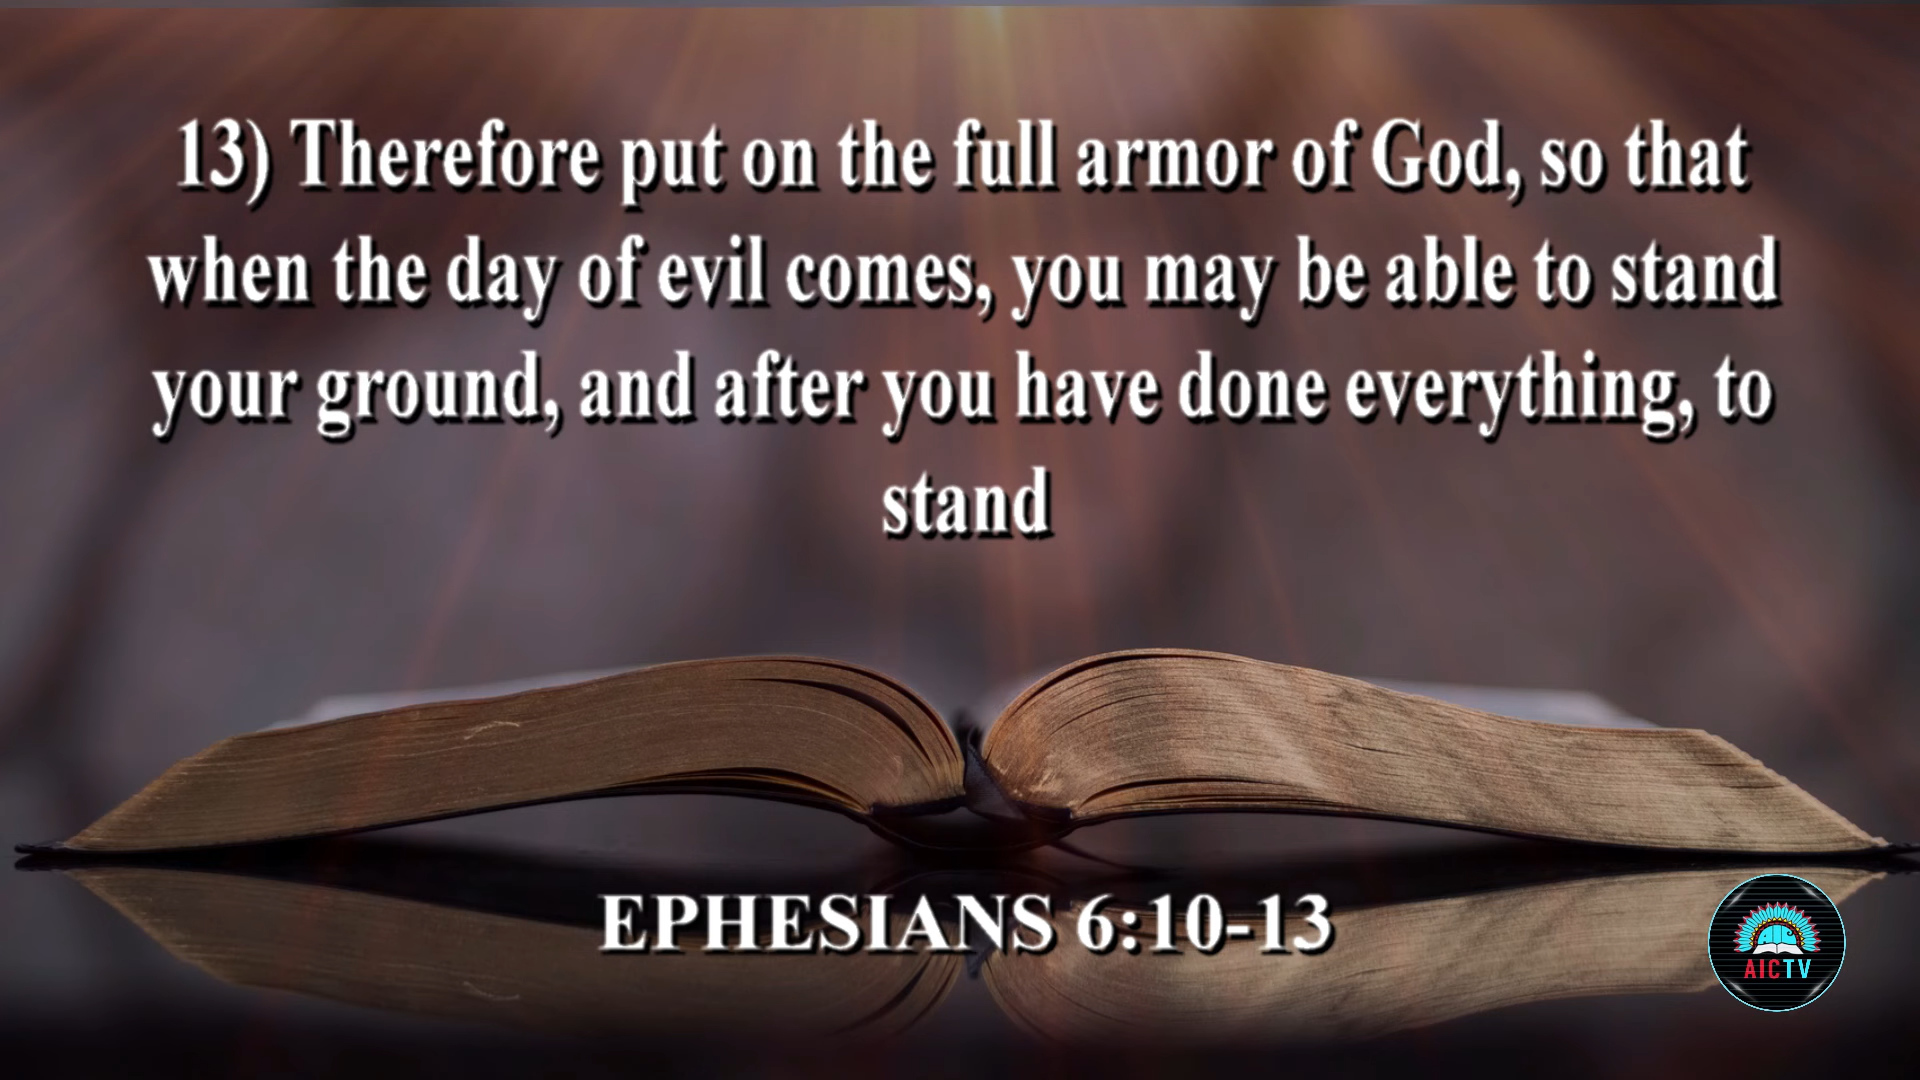 13) Therefore put on the full armor of God, so that
when the day of evil comes, you may be able to stand
your ground, and after you have done everything, to
stand
EPHESIANS 6:10-13
AIC
AICTV